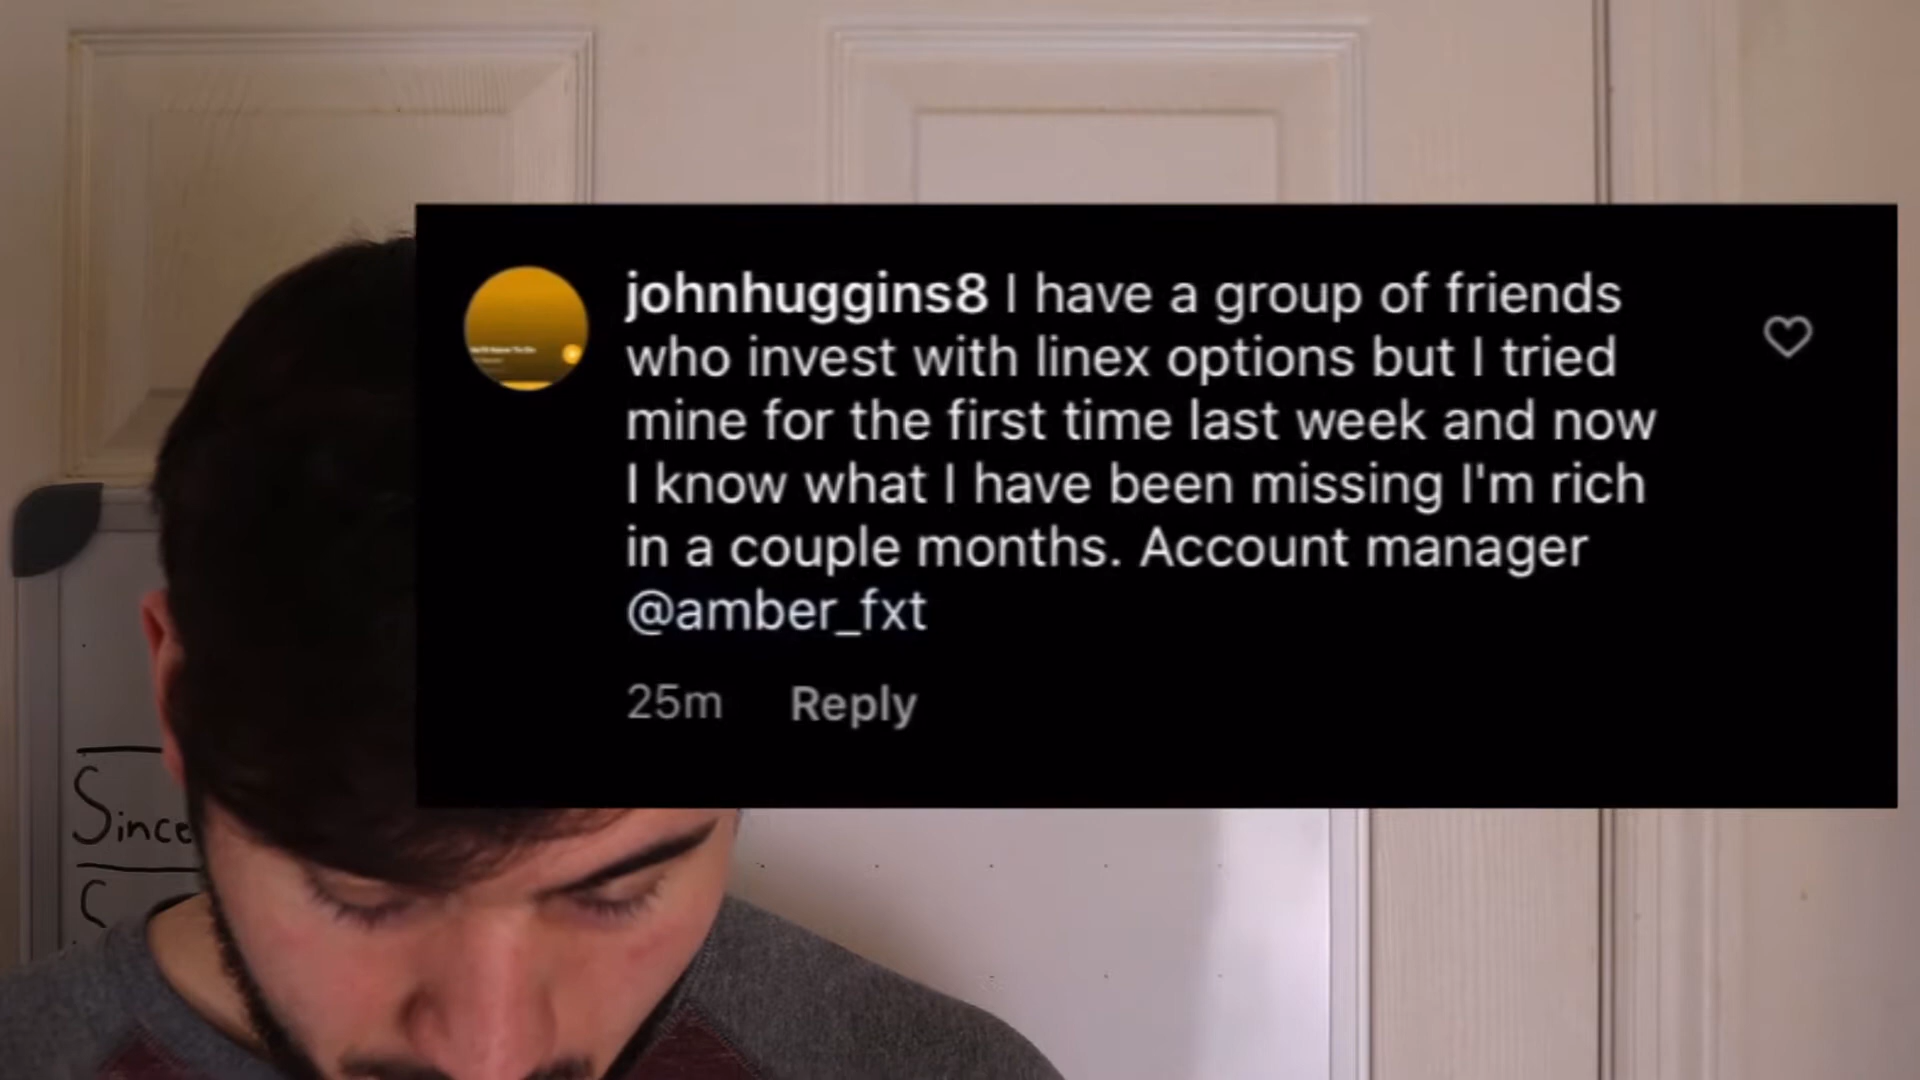 johnhuggins8 I have a group of friends
who invest with linex options but I tried
mine for the first time last week and now
I know what I have been missing I'm rich
in a couple months. Account manager
@amber_fxt
25m Reply
Since